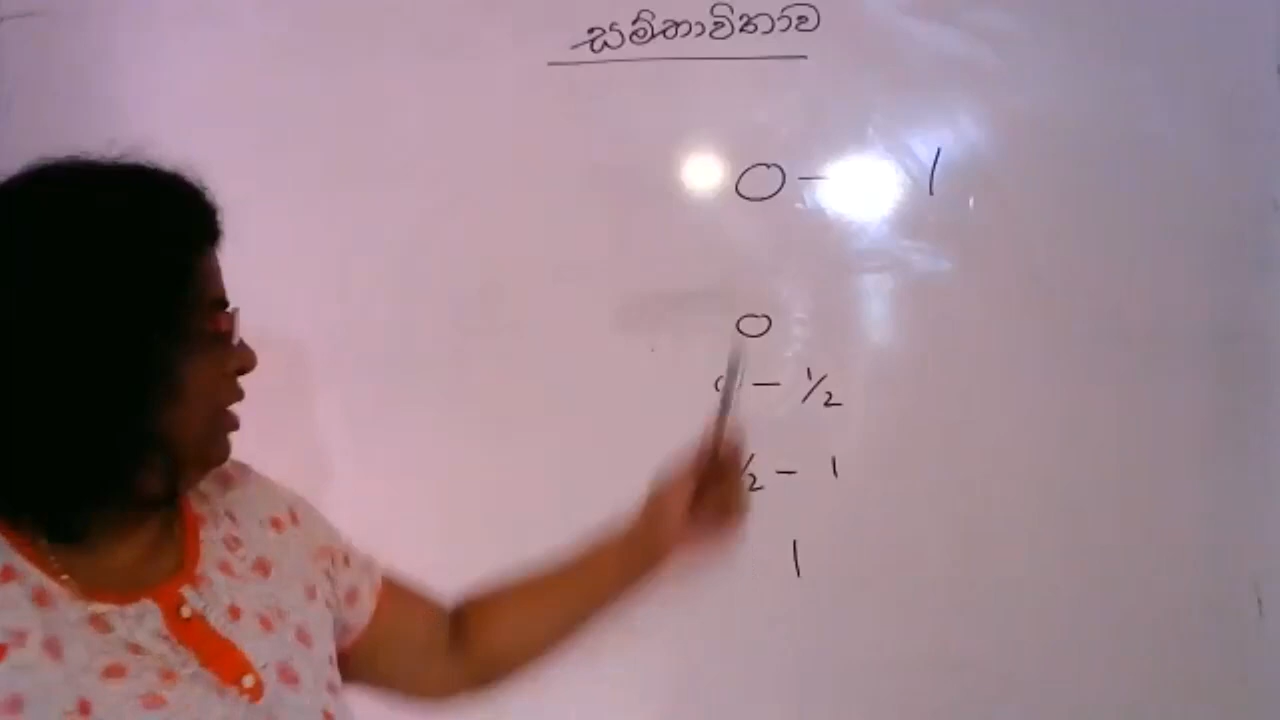 සම්භාවිතාව
0 – 1
0
0 – 1/2
1/2 – 1
1